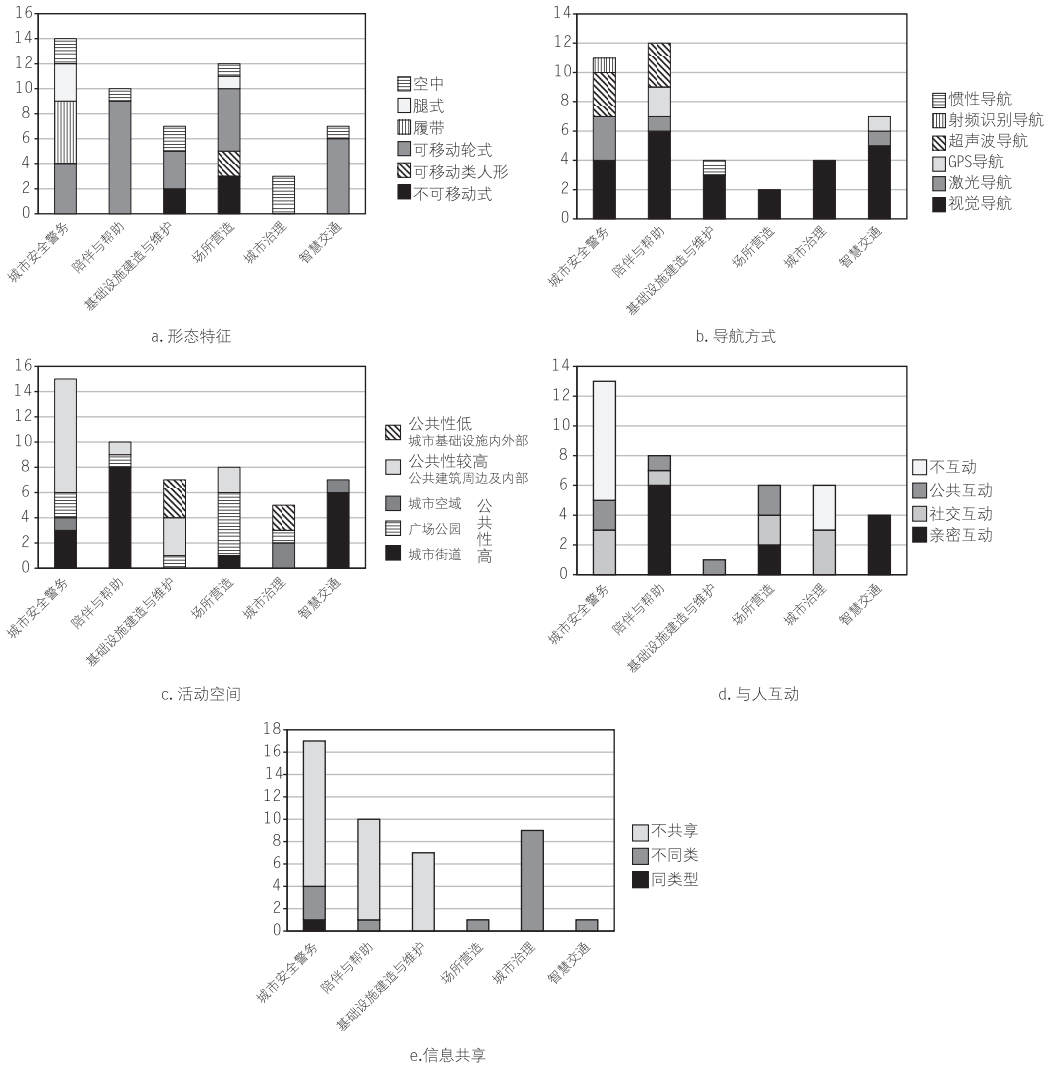 16
14
12
10
8
6
4
2
0
城市安全警务
陪伴与帮助
基础设施建造与维护
场所营造
城市治理
智慧交通
空中
腿式
履带
可移动轮式
可移动类人形
不可移动式
a.形态特征
14
12
10
8
6
4
2
0
城市安全警务
陪伴与帮助
基础设施建造与维护
场所营造
城市治理
智慧交通
惯性导航
射频识别导航
超声波导航
GPS导航
激光导航
视觉导航
b.导航方式
16
14
12
10
8
6
4
2
0
城市安全警务
陪伴与帮助
基础设施建造与维护
场所营造
城市治理
智慧交通
公共性低
城市基础设施内外部
公共性较高
公共建筑周边及内部
城市空域
广场公园
城市街道
公共性高
c.活动空间
14
12
10
8
6
4
2
0
城市安全警务
陪伴与帮助
基础设施建造与维护
场所营造
城市治理
智慧交通
不互动
公共互动
社交互动
亲密互动
d.与人互动
18
16
14
12
10
8
6
4
2
0
城市安全警务
陪伴与帮助
基础设施建造与维护
场所营造
城市治理
智慧交通
不共享
不同类
同类型
e.信息共享